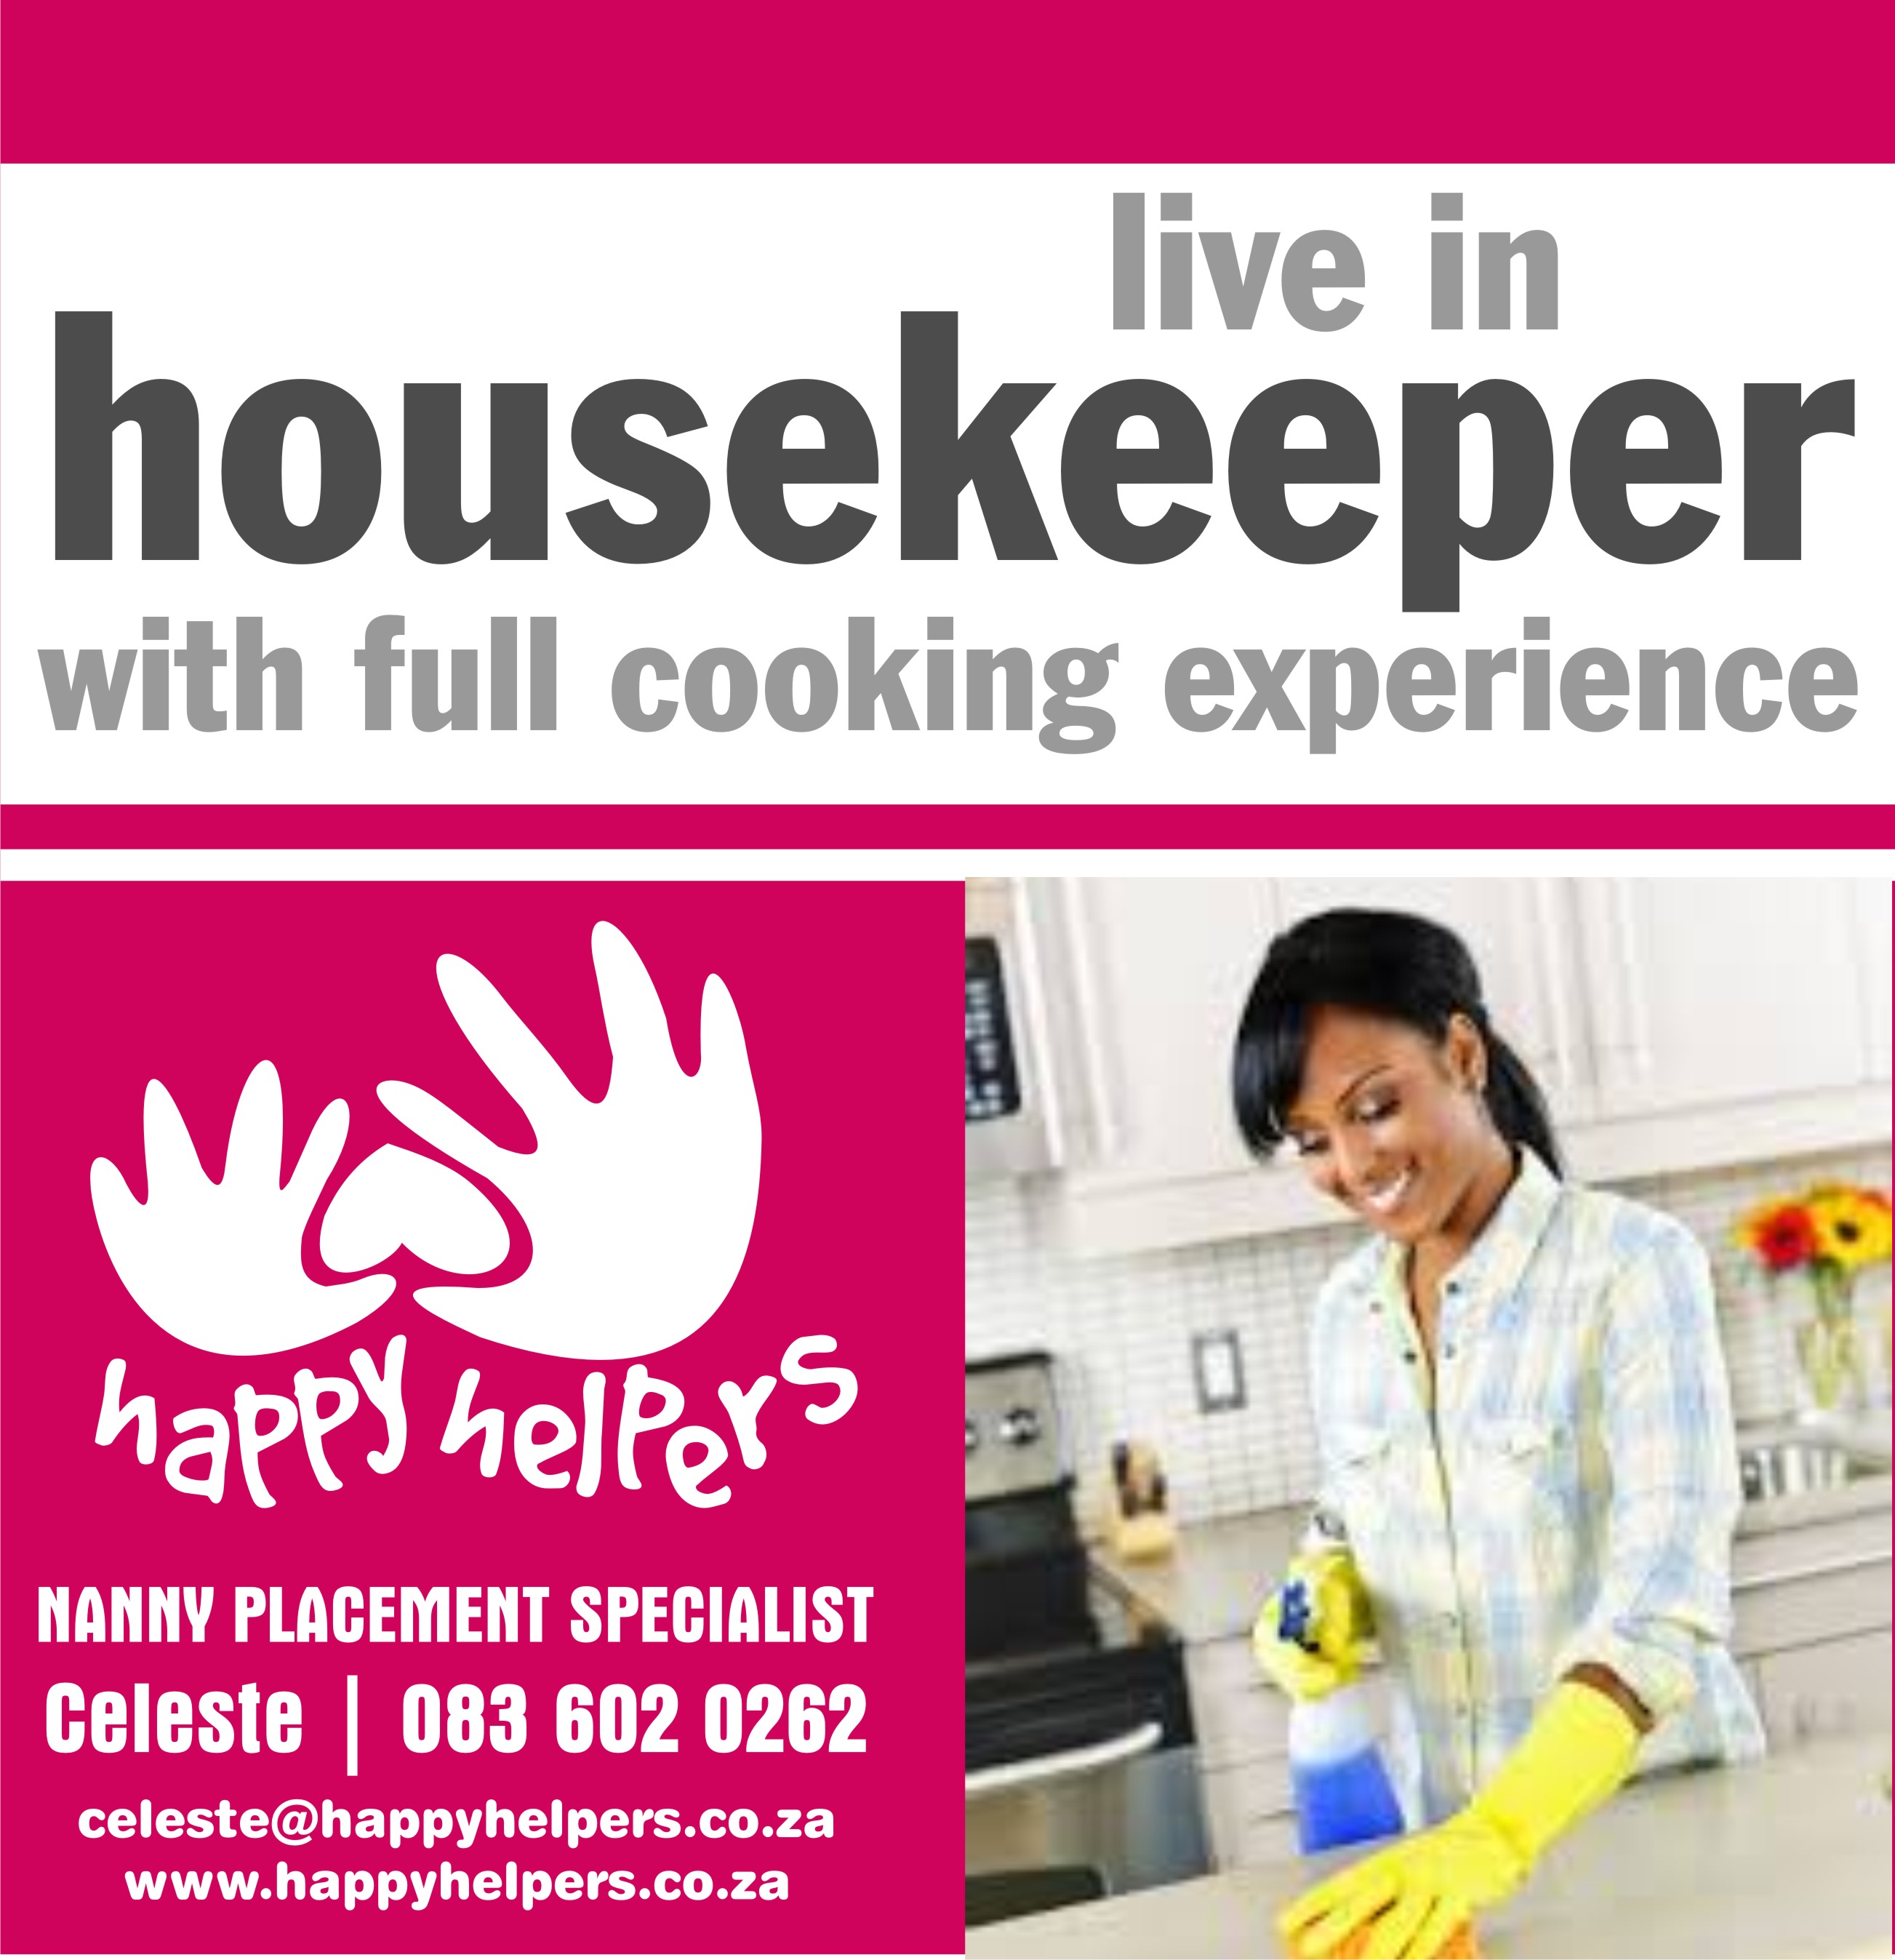 live in
housekeeper
with full cooking experience
happy helpers
NANNY PLACEMENT SPECIALIST
Celeste | 083 602 0262
celeste@happyhelpers.co.za
www.happyhelpers.co.za